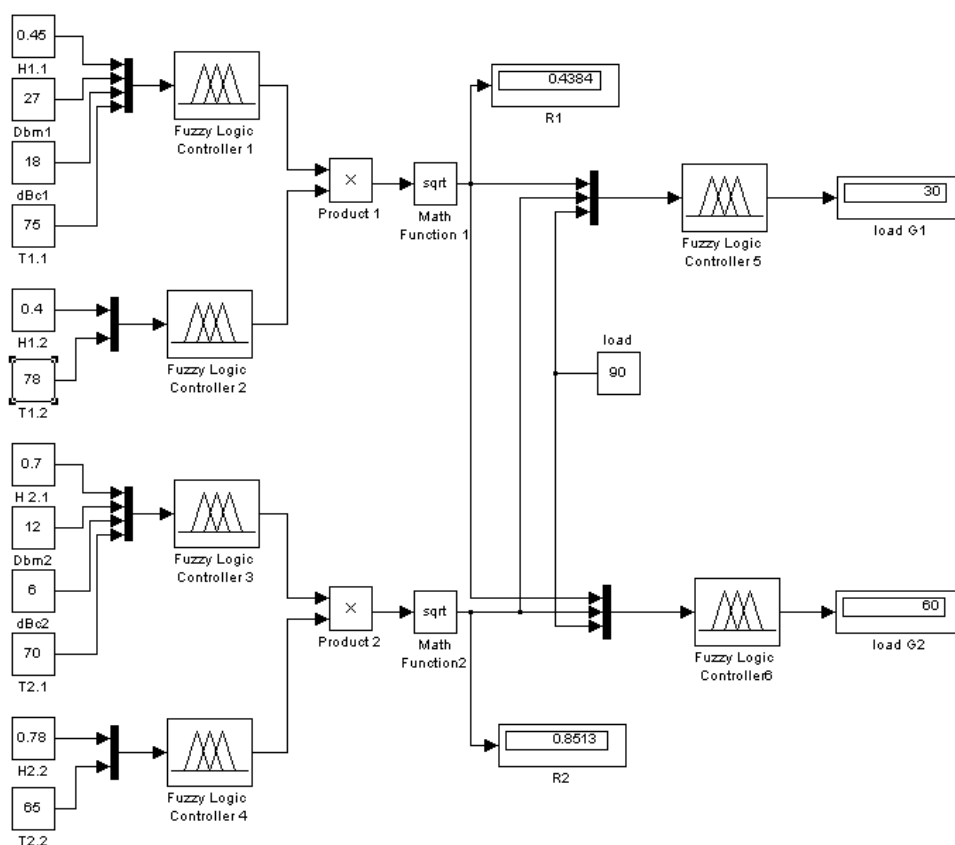 0.45
H1.1
27
Dbm1
18
dBc1
75
T1.1
Fuzzy Logic
Controller 1
0.4
H1.2
78
T1.2
Fuzzy Logic
Controller 2
×
Product 1
sqrt
Math
Function 1
0.4384
R1
Fuzzy Logic
Controller 5
30
load G1
load
90
0.7
H 2.1
12
Dbm2
6
dBc2
70
T2.1
Fuzzy Logic
Controller 3
0.78
H2.2
65
T2.2
Fuzzy Logic
Controller 4
×
Product 2
sqrt
Math
Function2
0.8513
R2
Fuzzy Logic
Controller6
60
load G2